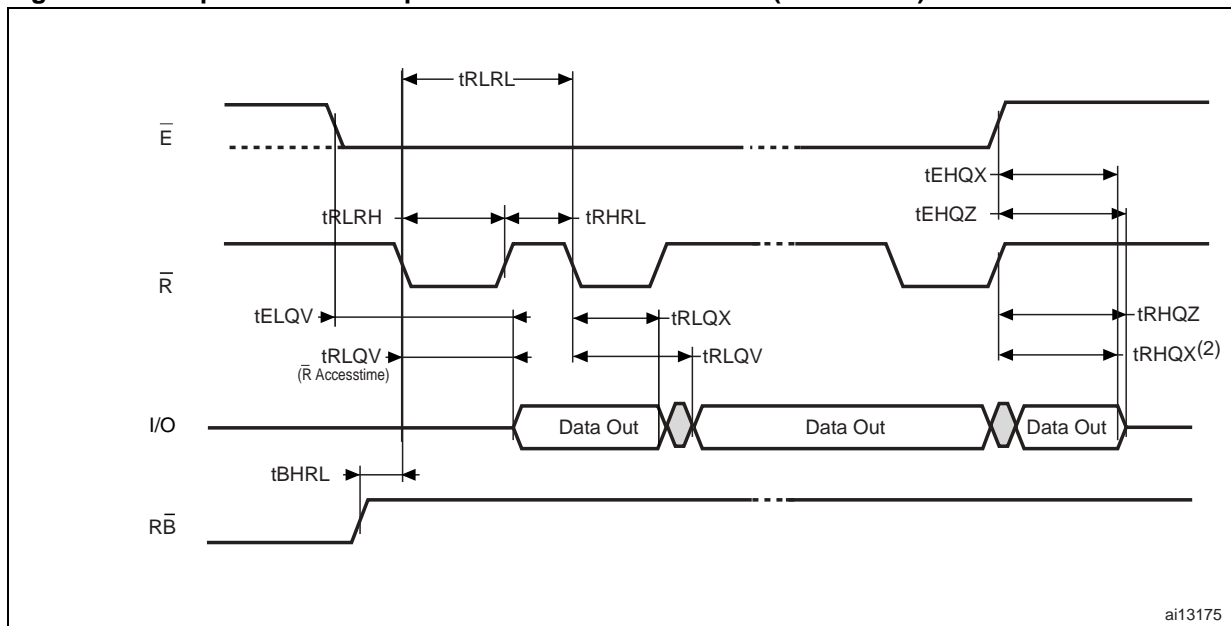 tRLRL
E̅
tEHQX
tEHQZ
tRLRH
tRHRL
R̅
tELQV
tRLQX
tRHQZ
tRLQV
tRLQV
tRHQX(2)
(R̅ Accesstime)
I/O
Data Out
Data Out
Data Out
tBHRL
RB̅
ai13175